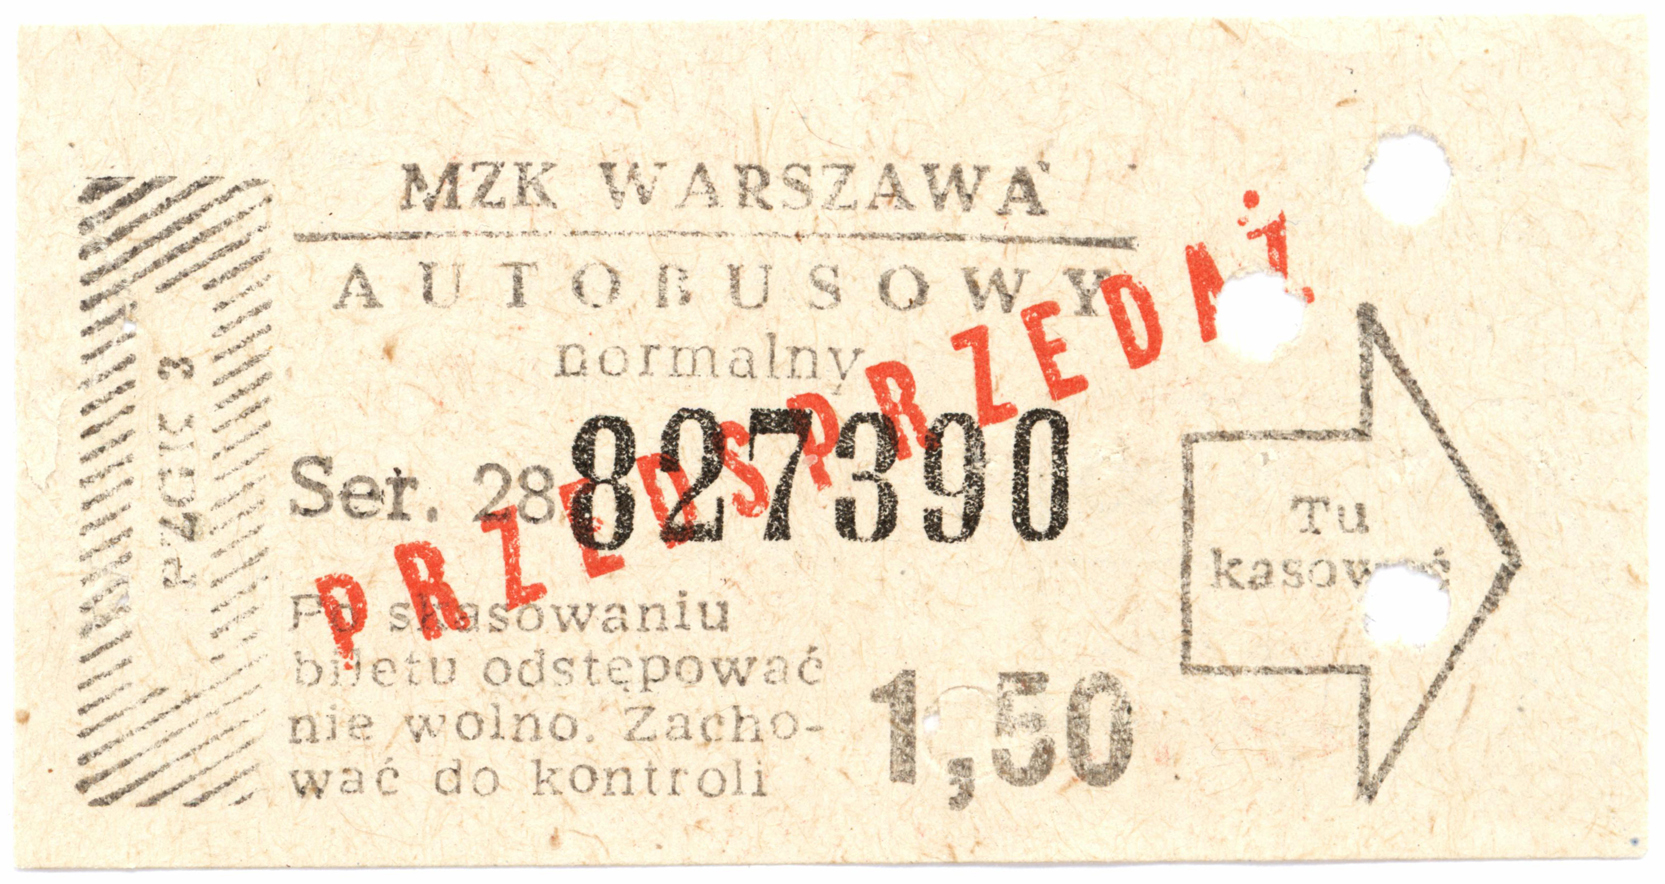 MZK WARSZAWA
AUTOBUSOWY
normalny
Ser. 28 827390
PRZEDSPRZEDAŻ
Po skasowaniu
biletu odstępować
nie wolno. Zacho-
wać do kontroli
1,50
Tu
kasować
PZGK 3